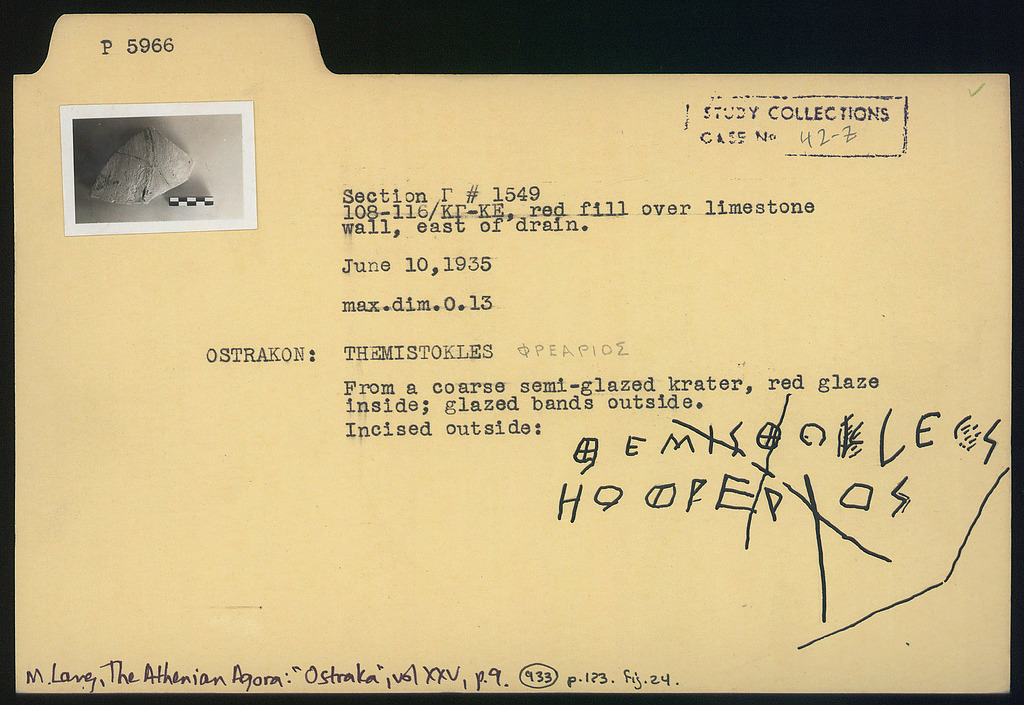 P 5966
STUDY COLLECTIONS
CASE No 42-Z
Section Γ # 1549
108-116/ΚΓ-ΚΕ, red fill over limestone
wall, east of drain.
June 10,1935
max.dim.0.13
OSTRAKON: THEMISTOKLES ΦΡΕΑΡΙΟΣ
From a coarse semi-glazed krater, red glaze
inside; glazed bands outside.
Incised outside:
M. Lang, The Athenian Agora: "Ostraka", vol XXV, p.9. 933 p.123. fig.24.